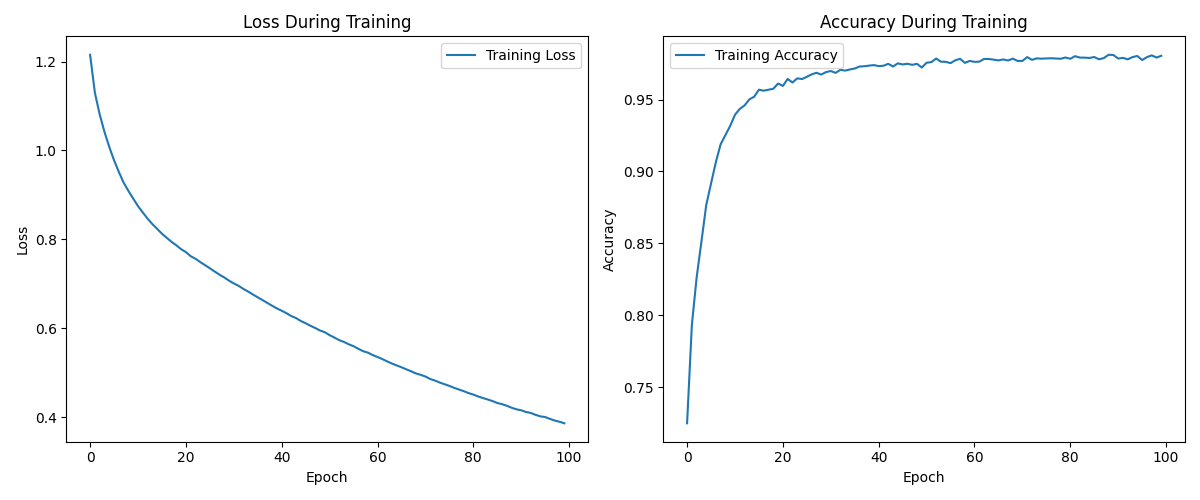 Loss During Training
Training Loss
1.2
1.0
0.8
0.6
0.4
Loss
0 20 40 60 80 100
Epoch
Accuracy During Training
Training Accuracy
0.95
0.90
0.85
0.80
0.75
Accuracy
0 20 40 60 80 100
Epoch